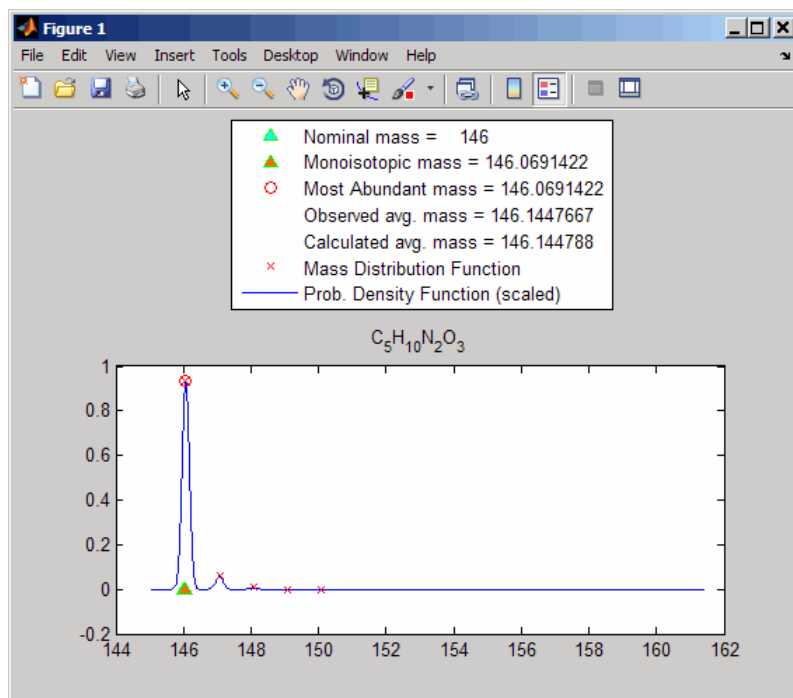 Figure 1
File Edit View Insert Tools Desktop Window Help
Nominal mass = 146
Monoisotopic mass = 146.0691422
Most Abundant mass = 146.0691422
Observed avg. mass = 146.1447667
Calculated avg. mass = 146.144788
Mass Distribution Function
Prob. Density Function (scaled)
C5H10N2O3
1
0.8
0.6
0.4
0.2
0
-0.2
144 146 148 150 152 154 156 158 160 162